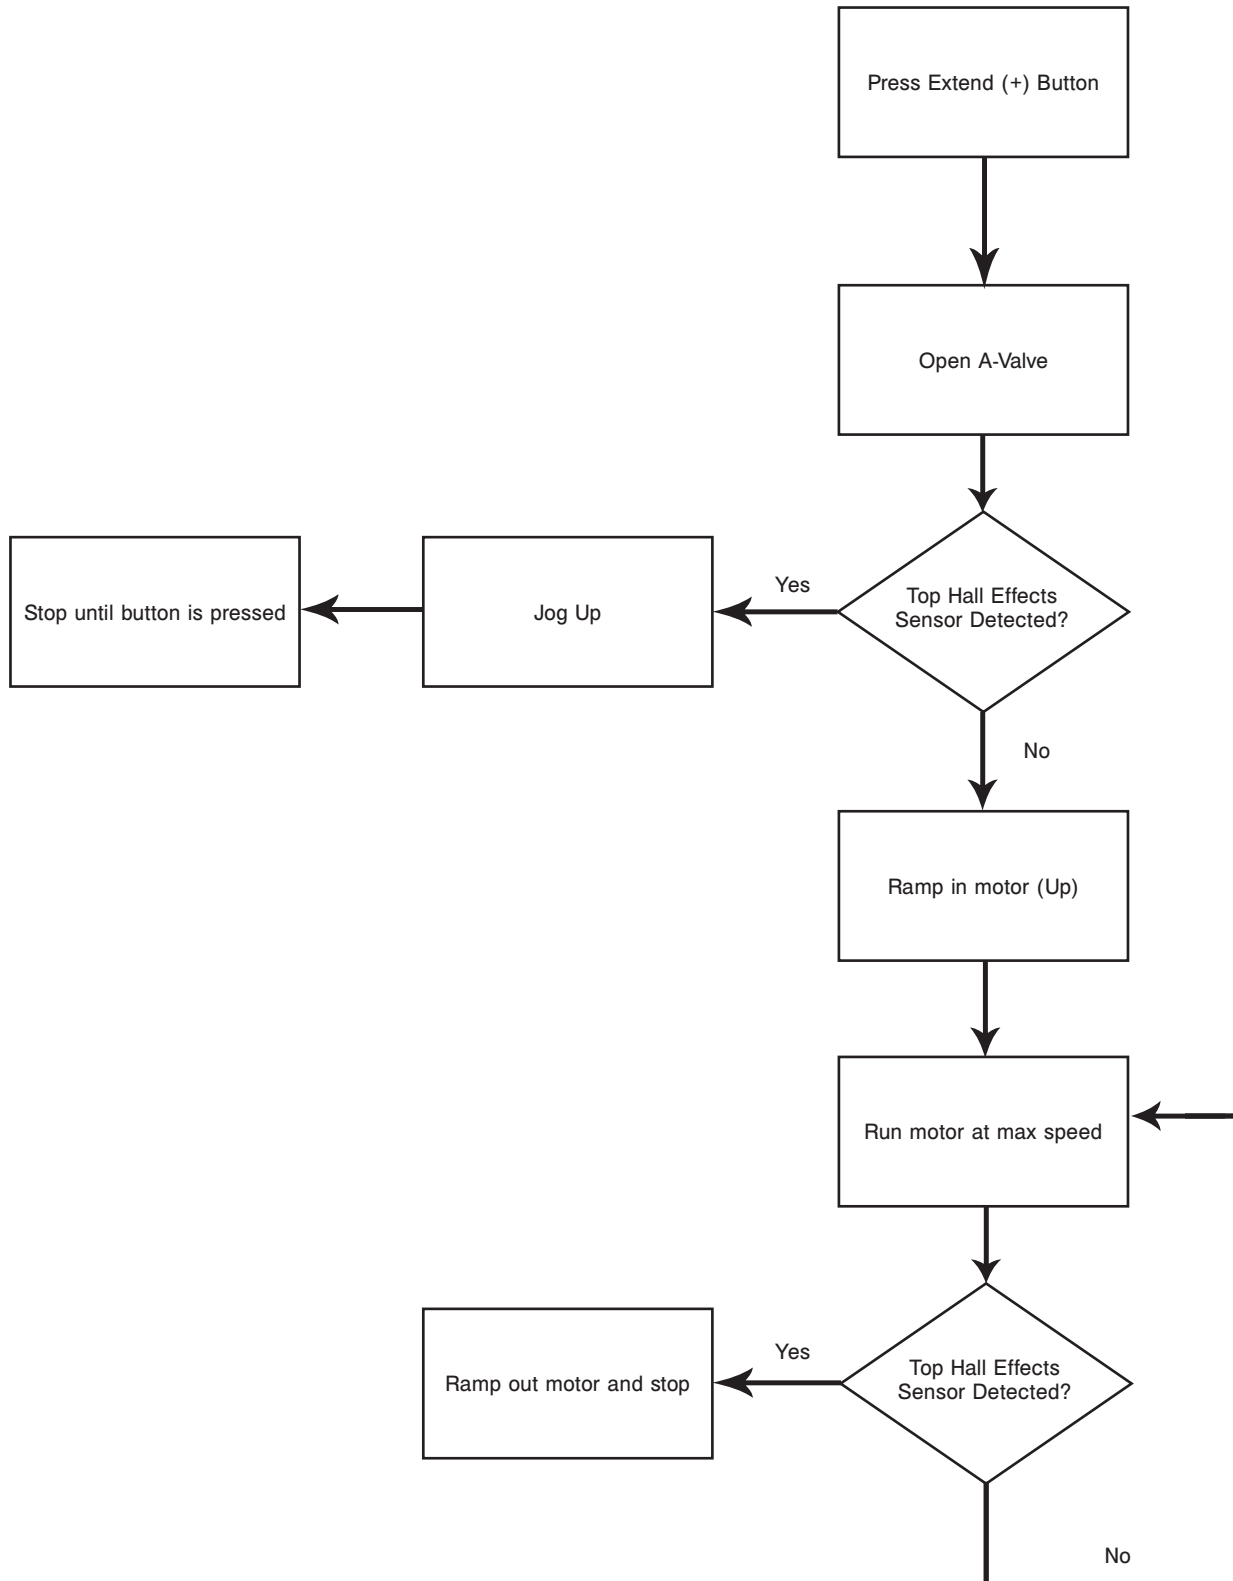 Press Extend (+) Button
Open A-Valve
Top Hall Effects
Sensor Detected?
Yes
Jog Up
Stop until button is pressed
No
Ramp in motor (Up)
Run motor at max speed
Top Hall Effects
Sensor Detected?
Yes
Ramp out motor and stop
No